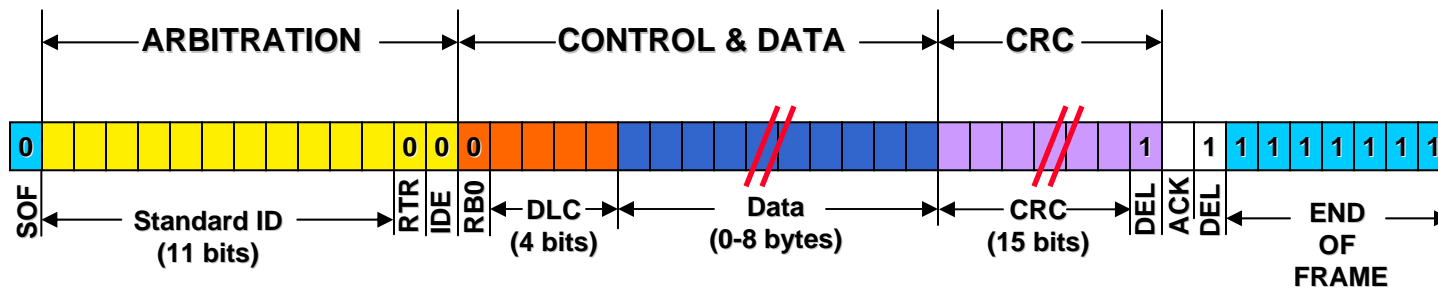 ARBITRATION CONTROL & DATA CRC
0 0 0 0 1 1 1 1 1 1 1 1 1
SOF
Standard ID
(11 bits)
RTR
IDE
RB0
DLC
(4 bits)
Data
(0-8 bytes)
CRC
(15 bits)
DEL
ACK
DEL
END
OF
FRAME